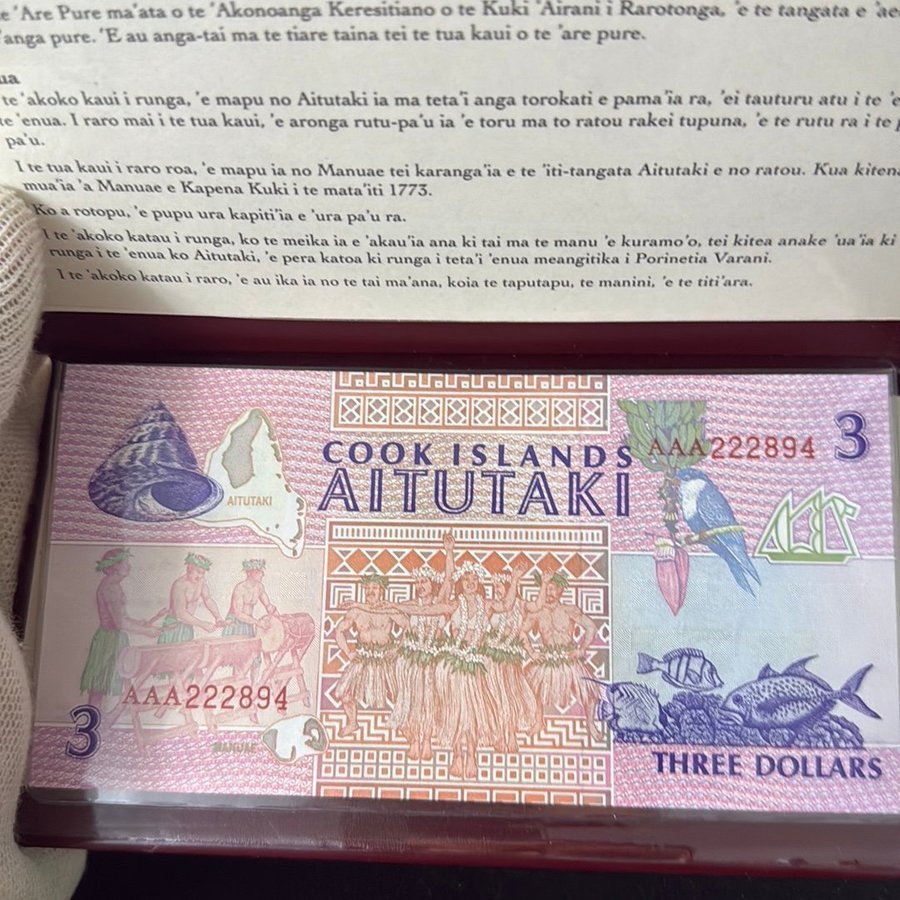 'Are Pure ma'ata o te 'Akonoanga Keresitiano o te Kuki 'Airani i Rarotonga, 'e te tangata e
'anga pure. 'E au anga-tai ma te tiare taina tei te tua kaui o te 'are pure.
te 'akoko kaui i runga, 'e mapu no Aitutaki ia ma teta'i anga torokati e pama'ia ra, 'ei tauturu atu i te
te 'enua. I raro mai i te tua kaui, 'e aronga rutu-pa'u ia 'e toru ma to ratou rakei tupuna, 'e te rutu ra i te
pa'u.
I te tua kaui i raro roa, 'e mapu ia no Manuae tei karanga'ia e te 'iti-tangata Aitutaki e no ratou. Kua
mua'ia 'a Manuae e Kapena Kuki i te mata'iti 1773.
Ko a rotopu, 'e pupu ura kapiti'ia e 'ura pa'u ra.
I te 'akoko katau i runga, ko te meika ia e 'akau'ia ana ki tai ma te manu 'e kuramo'o, tei kitea anake 'ua'ia ki
runga i te 'enua ko Aitutaki, 'e pera katoa ki runga i teta'i 'enua meangitika i Porinetia Varani.
I te 'akoko katau i raro, 'e au ika ia no te tai ma'ana, koia te taputapu, te manini, 'e te titi'ara.
COOK ISLANDS
AITUTAKI
AAA222894
3
AITUTAKI
AAA222894
3
MANUAE
THREE DOLLARS